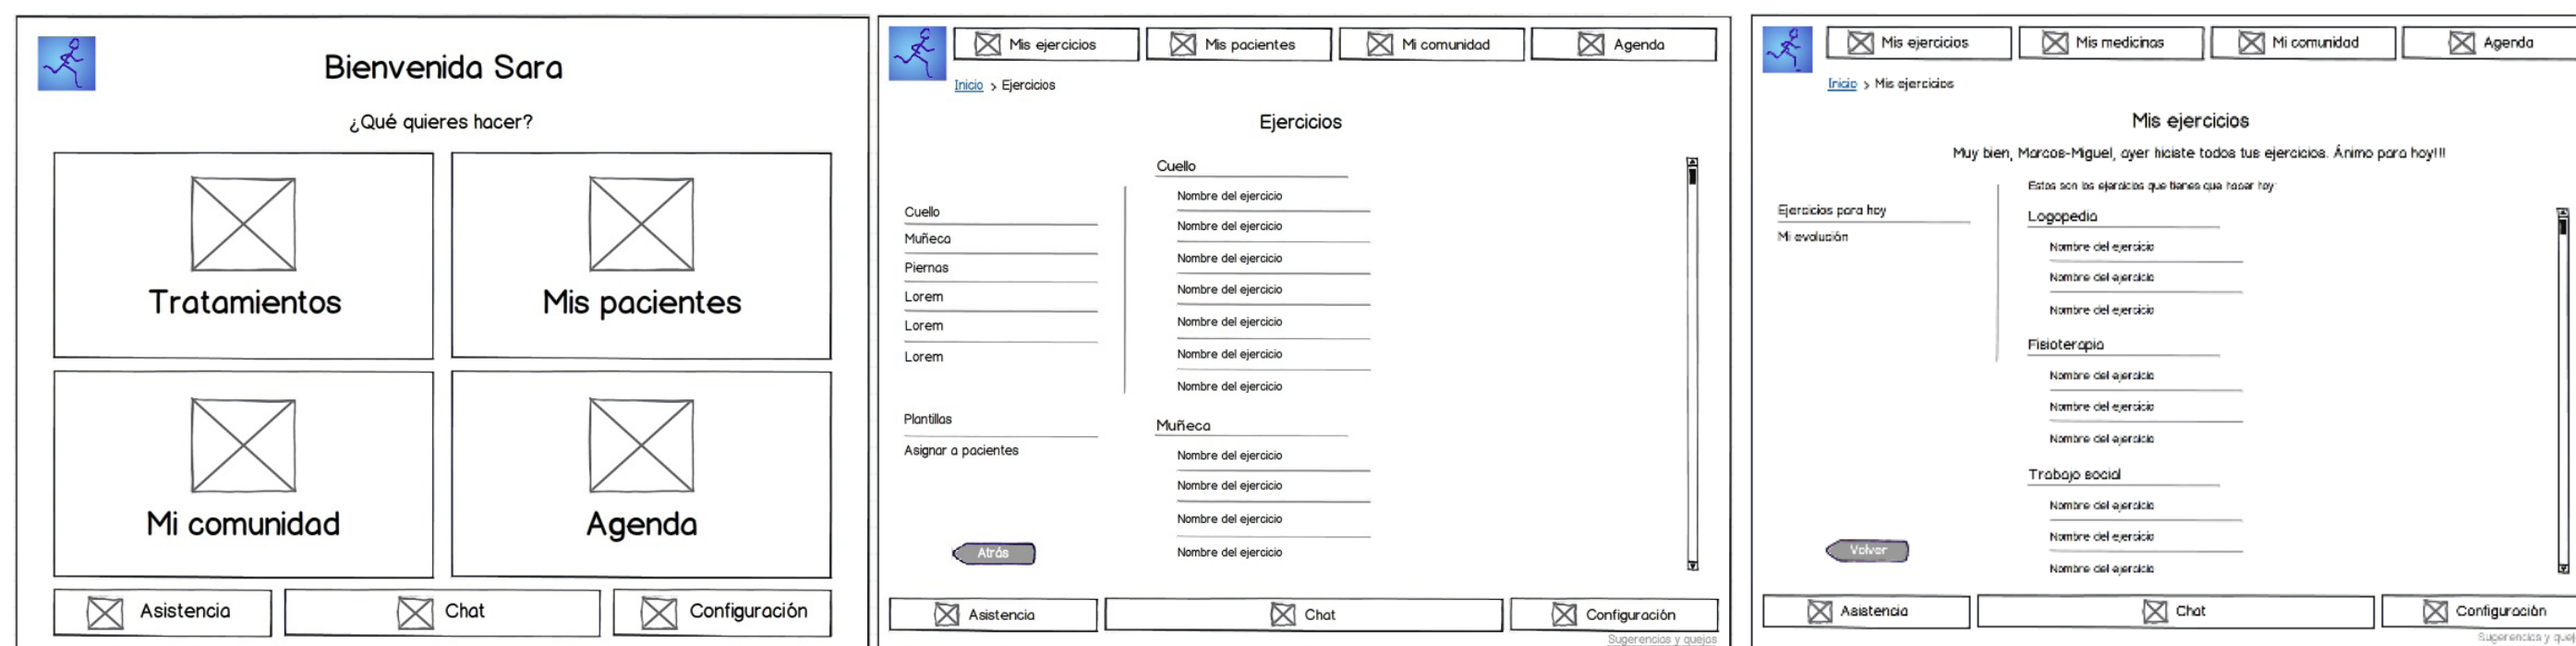 Bienvenida Sara
¿Qué quieres hacer?
Tratamientos
Mis pacientes
Mi comunidad
Agenda
Asistencia
Chat
Configuración
Mis ejercicios
Mis pacientes
Mi comunidad
Agenda
Inicio > Ejercicios
Ejercicios
Cuello
Muñeca
Piernas
Lorem
Lorem
Lorem
Plantillas
Asignar a pacientes
Atrás
Cuello
Nombre del ejercicio
Nombre del ejercicio
Nombre del ejercicio
Nombre del ejercicio
Nombre del ejercicio
Nombre del ejercicio
Nombre del ejercicio
Muñeca
Nombre del ejercicio
Nombre del ejercicio
Nombre del ejercicio
Nombre del ejercicio
Asistencia
Chat
Configuración
Sugerencias y quejas
Mis ejercicios
Mis medicinas
Mi comunidad
Agenda
Inicio > Mis ejercicios
Mis ejercicios
Muy bien, Marcos-Miguel, ayer hiciste todos tus ejercicios. Ánimo para hoy!!!
Ejercicios para hoy
Mi evolución
Volver
Estos son los ejercicios que tienes que hacer hoy:
Logopedia
Nombre del ejercicio
Nombre del ejercicio
Nombre del ejercicio
Fisioterapia
Nombre del ejercicio
Nombre del ejercicio
Nombre del ejercicio
Trabajo social
Nombre del ejercicio
Nombre del ejercicio
Nombre del ejercicio
Asistencia
Chat
Configuración
Sugerencias y quej